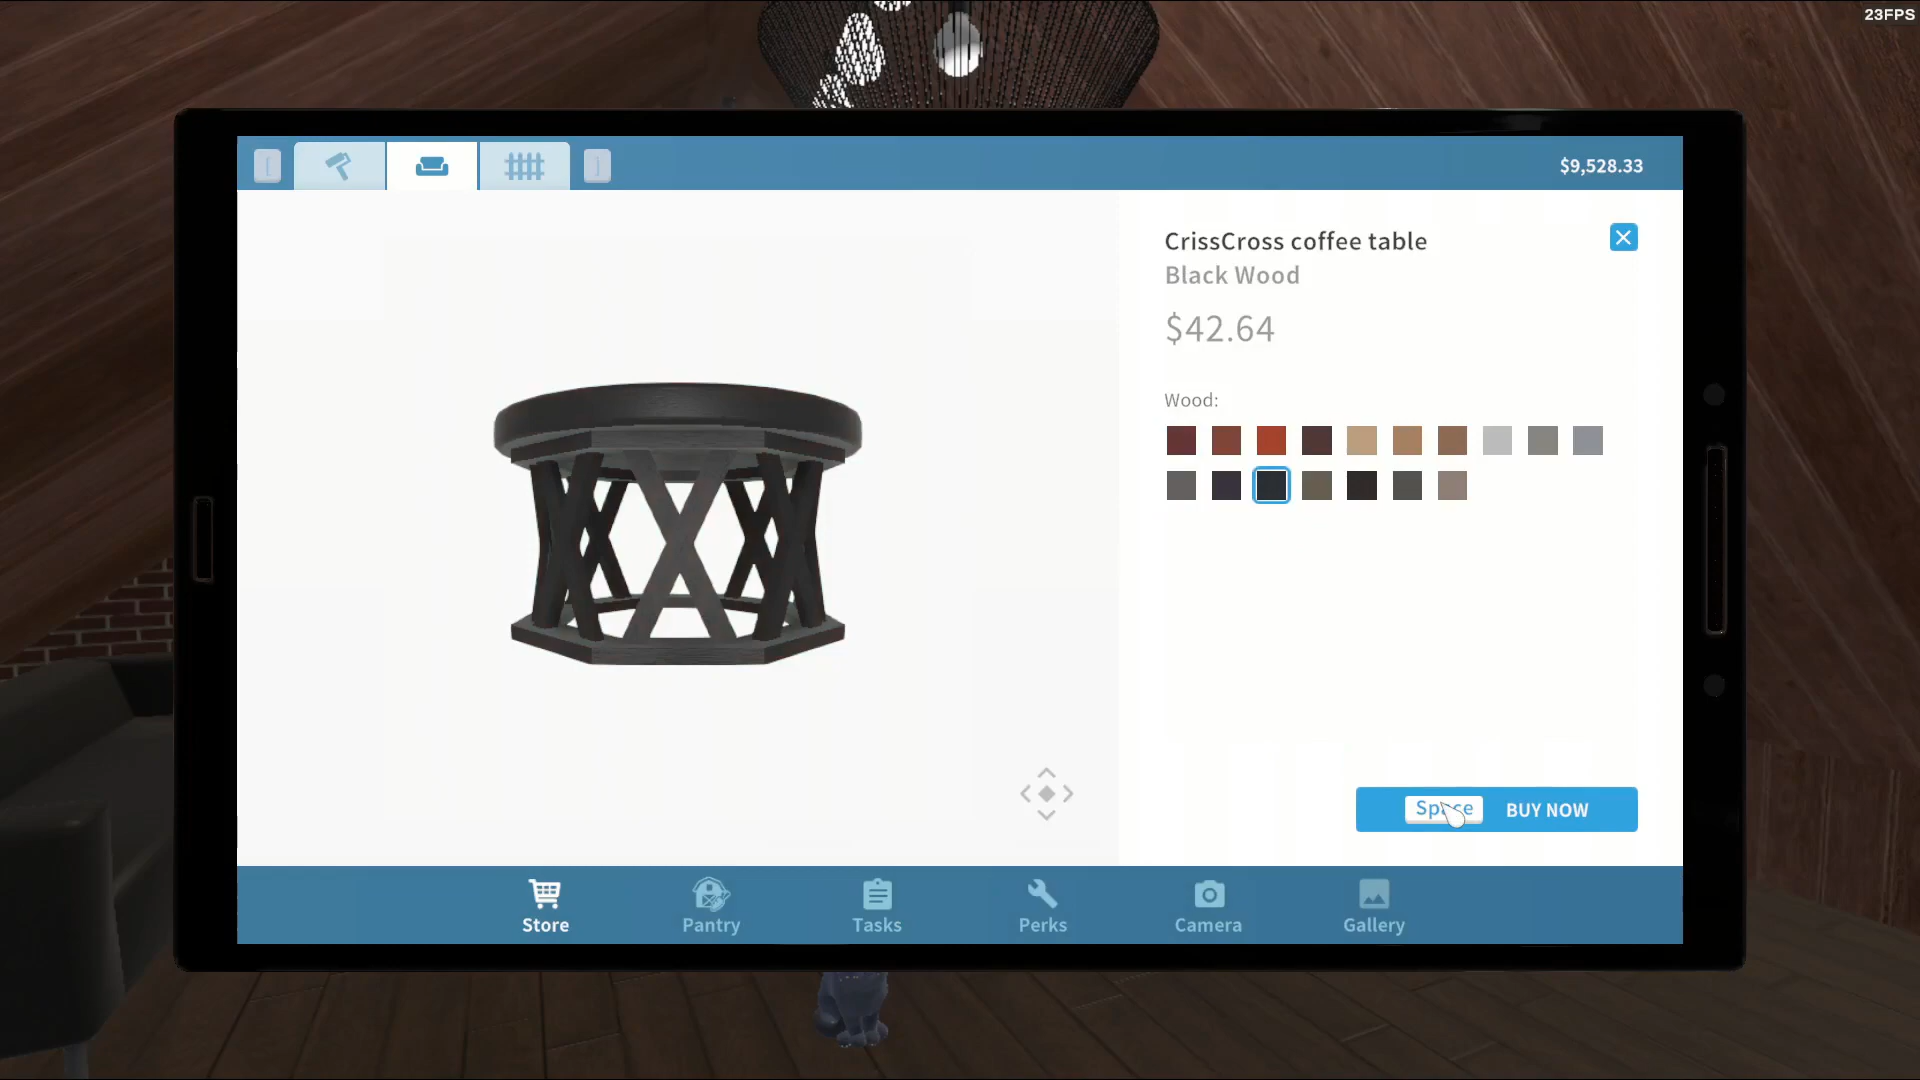 23FPS
[
]
$9,528.33
CrissCross coffee table
Black Wood
$42.64
Wood:
Space BUY NOW
Store
Pantry
Tasks
Perks
Camera
Gallery